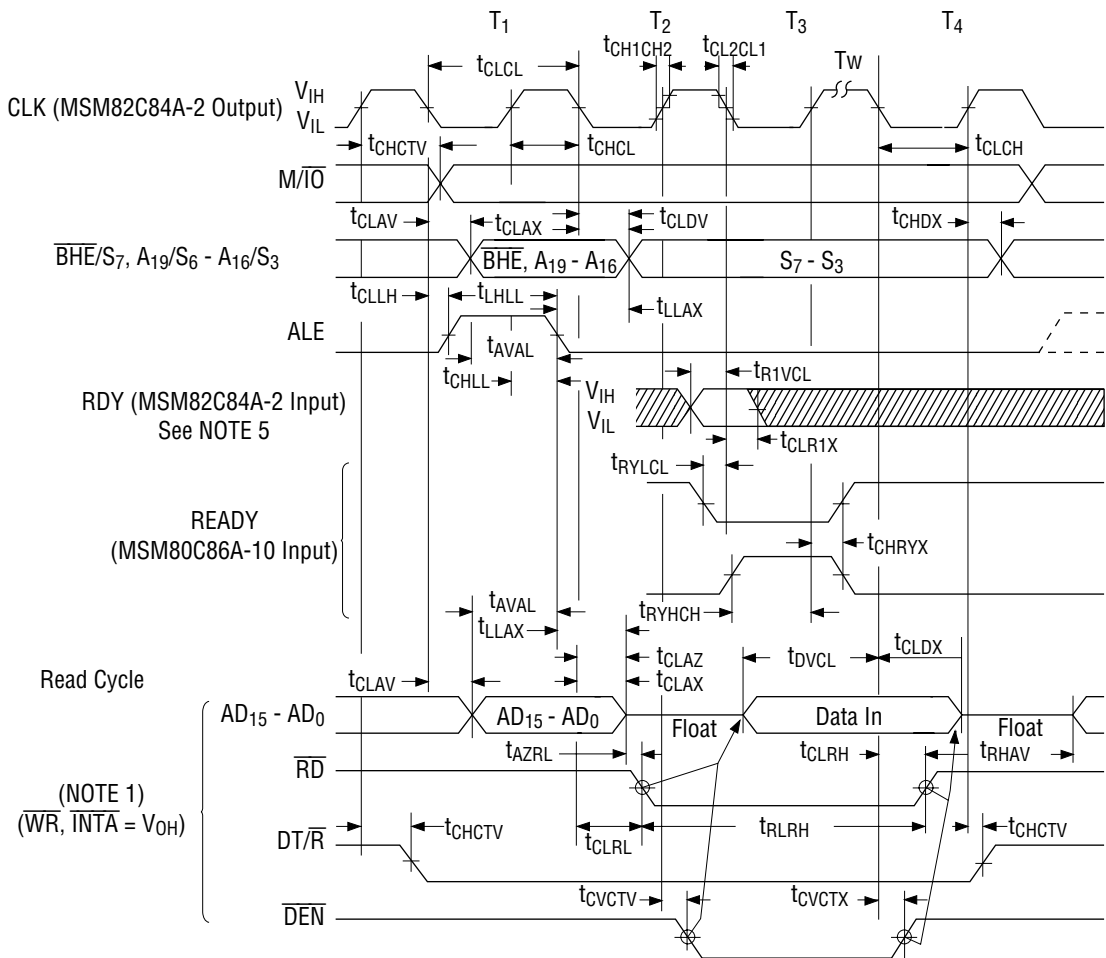 T1 T2 T3 T4
tCH1CH2 tCL2CL1
tCLCL TW
CLK (MSM82C84A-2 Output) VIH
VIL
tCHCTV tCHCL tCLCH
M/IO
tCLAV tCLAX tCLDV tCHDX
BHE/S7, A19/S6 - A16/S3 BHE, A19 - A16 S7 - S3
tCLLH tLHLL tLLAX
ALE
tAVAL
tCHLL tR1VCL
RDY (MSM82C84A-2 Input) VIH
VIL
See NOTE 5
tCLR1X
tRYLCL
READY
(MSM80C86A-10 Input)
tCHRYX
tAVAL tRYHCH
tLLAX
tCLAZ tDVCL tCLDX
Read Cycle tCLAV tCLAX
AD15 - AD0 AD15 - AD0 Float Data In Float
tAZRL tCLRH tRHAV
RD
(NOTE 1)
(WR, INTA = VOH)
tCHCTV tCLRL tRLRH tCHCTV
DT/R
tCVCTV tCVCTX
DEN